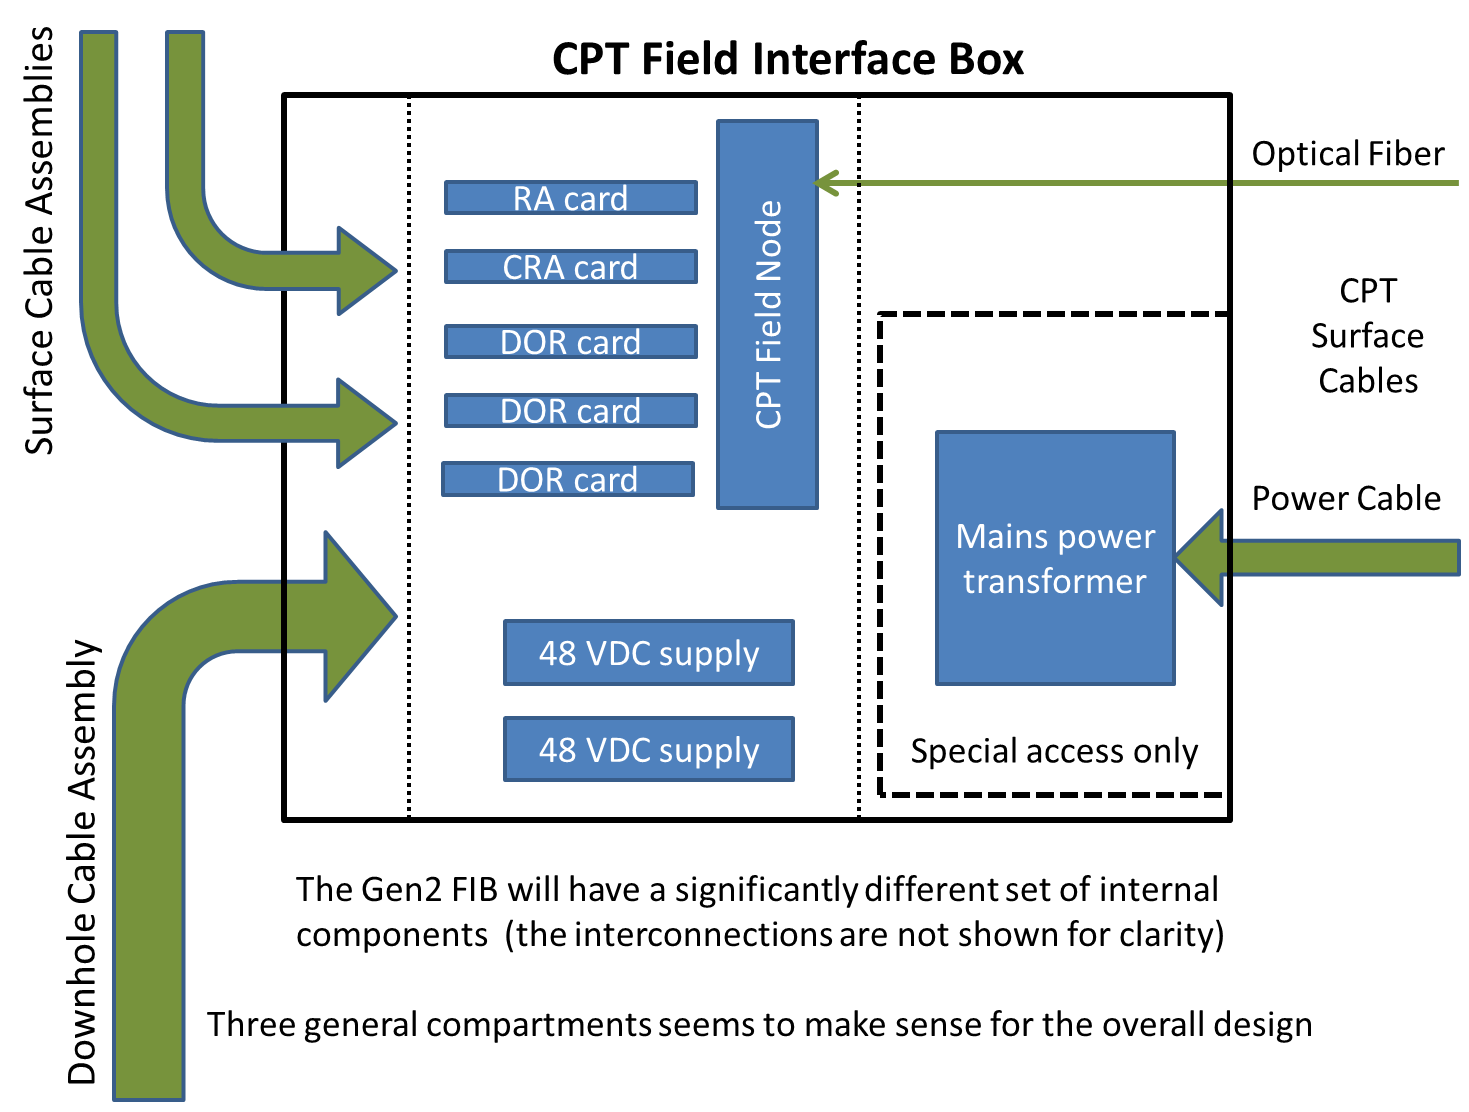 CPT Field Interface Box
Surface Cable Assemblies
Optical Fiber
RA card
CRA card
DOR card
DOR card
DOR card
CPT Field Node
CPT
Surface
Cables
Power Cable
Mains power
transformer
48 VDC supply
48 VDC supply
Special access only
Downhole Cable Assembly
The Gen2 FIB will have a significantly different set of internal
components (the interconnections are not shown for clarity)
Three general compartments seems to make sense for the overall design